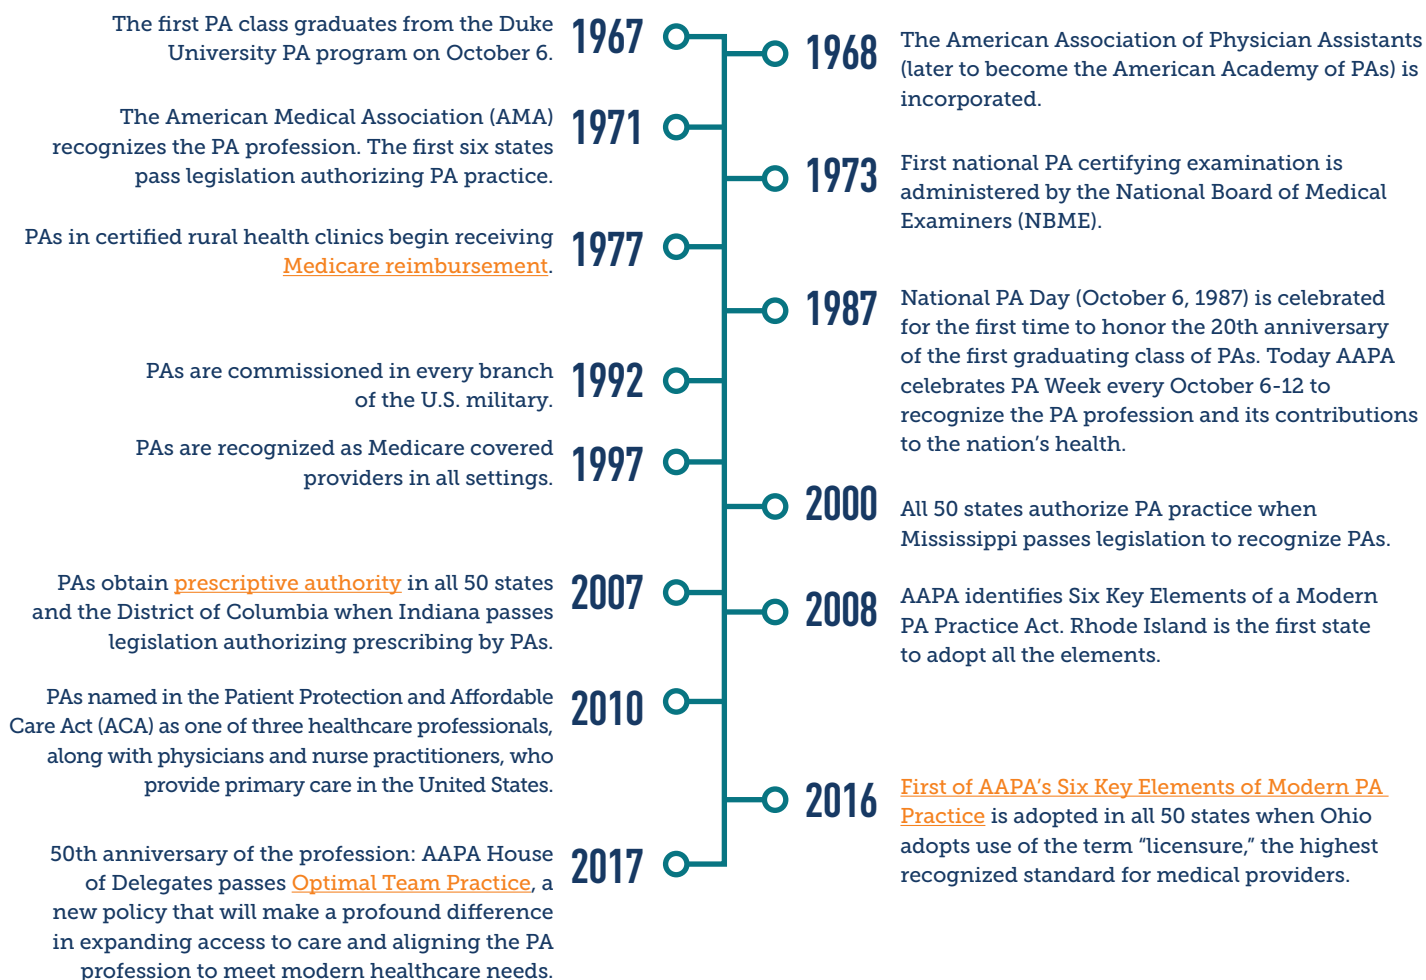 The first PA class graduates from the Duke
University PA program on October 6.
1967
1968
The American Association of Physician Assistants
(later to become the American Academy of PAs) is
incorporated.
The American Medical Association (AMA)
recognizes the PA profession. The first six states
pass legislation authorizing PA practice.
1971
1973
First national PA certifying examination is
administered by the National Board of Medical
Examiners (NBME).
PAs in certified rural health clinics begin receiving
Medicare reimbursement.
1977
1987
National PA Day (October 6, 1987) is celebrated
for the first time to honor the 20th anniversary
of the first graduating class of PAs. Today AAPA
celebrates PA Week every October 6-12 to
recognize the PA profession and its contributions
to the nation’s health.
PAs are commissioned in every branch
of the U.S. military.
1992
PAs are recognized as Medicare covered
providers in all settings.
1997
2000
All 50 states authorize PA practice when
Mississippi passes legislation to recognize PAs.
PAs obtain prescriptive authority in all 50 states
and the District of Columbia when Indiana passes
legislation authorizing prescribing by PAs.
2007
2008
AAPA identifies Six Key Elements of a Modern
PA Practice Act. Rhode Island is the first state
to adopt all the elements.
PAs named in the Patient Protection and Affordable
Care Act (ACA) as one of three healthcare professionals,
along with physicians and nurse practitioners, who
provide primary care in the United States.
2010
2016
First of AAPA’s Six Key Elements of Modern PA
Practice is adopted in all 50 states when Ohio
adopts use of the term “licensure,” the highest
recognized standard for medical providers.
50th anniversary of the profession: AAPA House
of Delegates passes Optimal Team Practice, a
new policy that will make a profound difference
in expanding access to care and aligning the PA
profession to meet modern healthcare needs.
2017